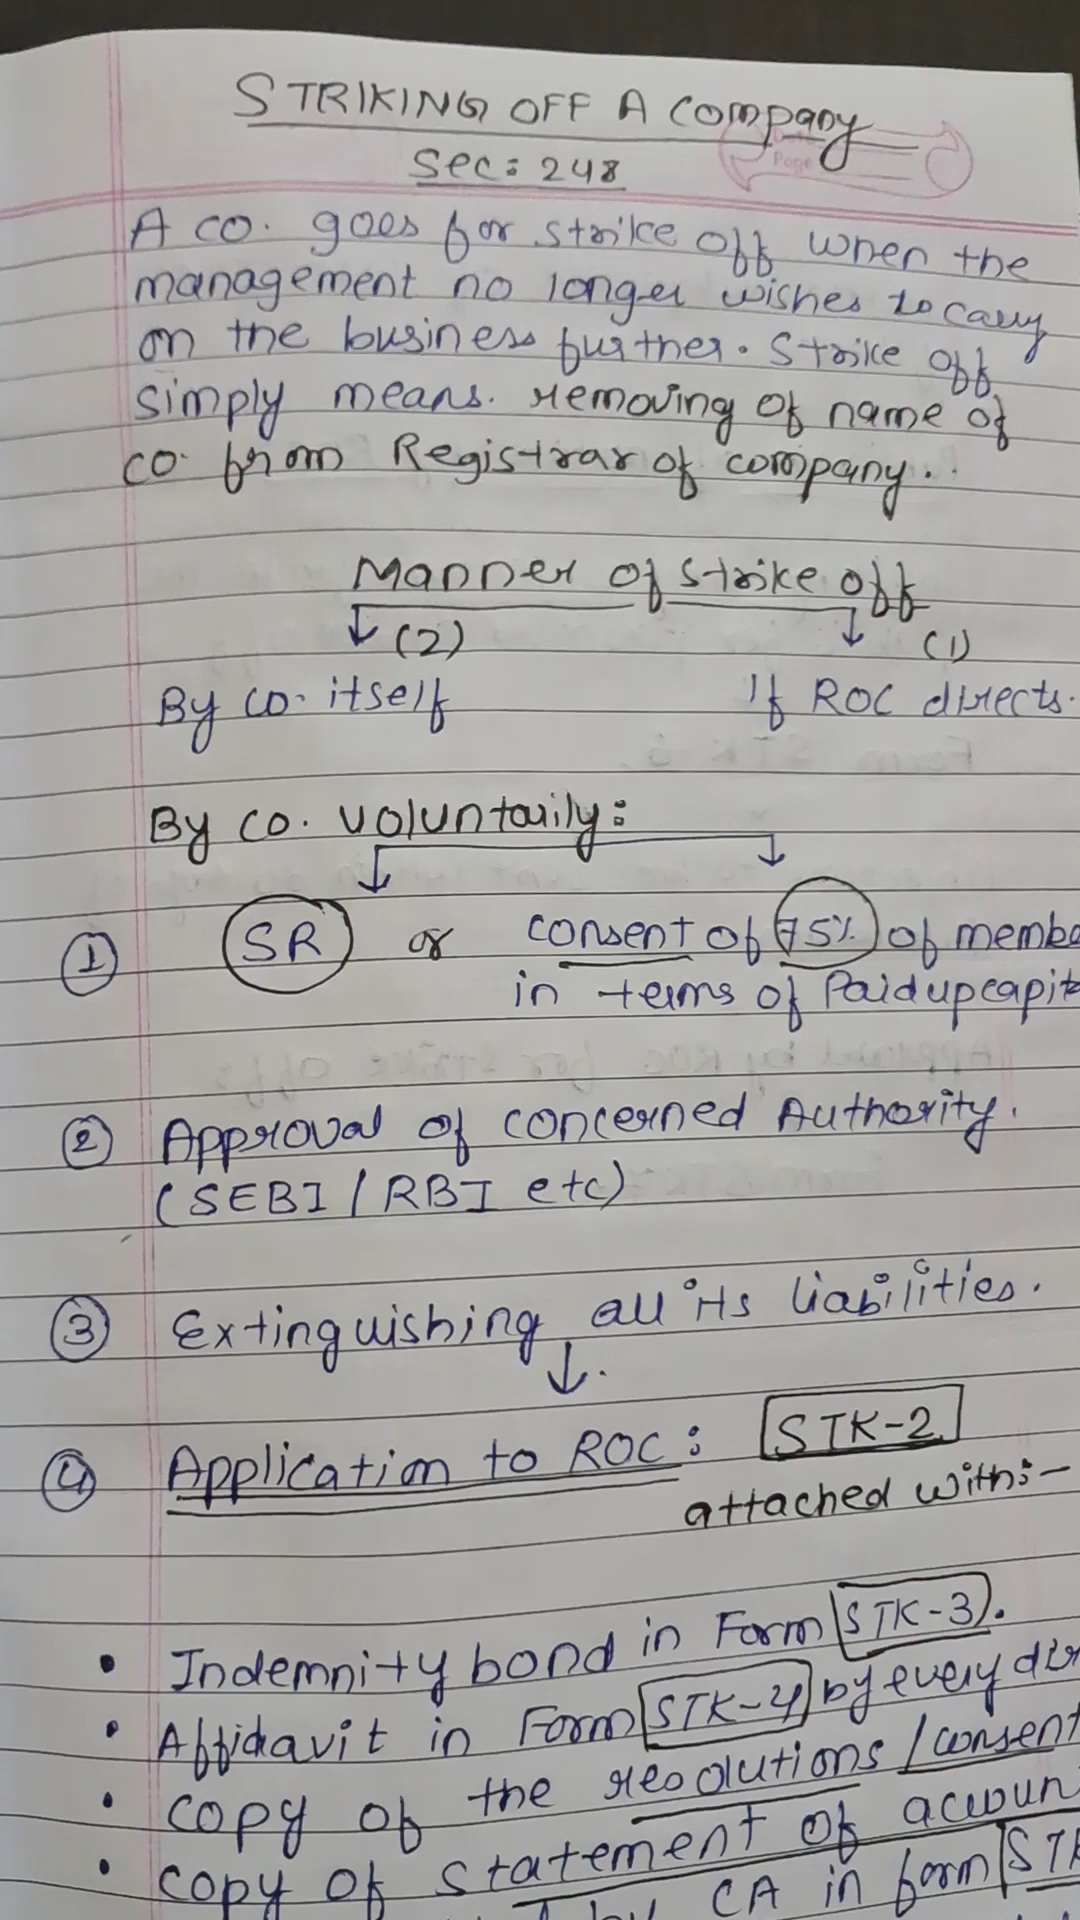 STRIKING OFF A Company
Sec: 248
Date
Page
A co. goes for strike off when the
management no longer wishes to carry
on the business further. Strike off
simply means. removing of name of
co. from Registrar of company.
Manner of strike off
(2) (1)
By co. itself If ROC directs.
By co. voluntarily:
① SR or consent of 75% of membe
in terms of Paidupcapit
② Approval of concerned Authority.
(SEBI / RBI etc)
③ Extinguishing all its liabilities.
④ Application to ROC: STK-2
attached with:-
• Indemnity bond in Form STK-3.
• Affidavit in Form STK-4 by every dir
• copy of the resolutions / consent
• copy of statement of accoun
by CA in form STK